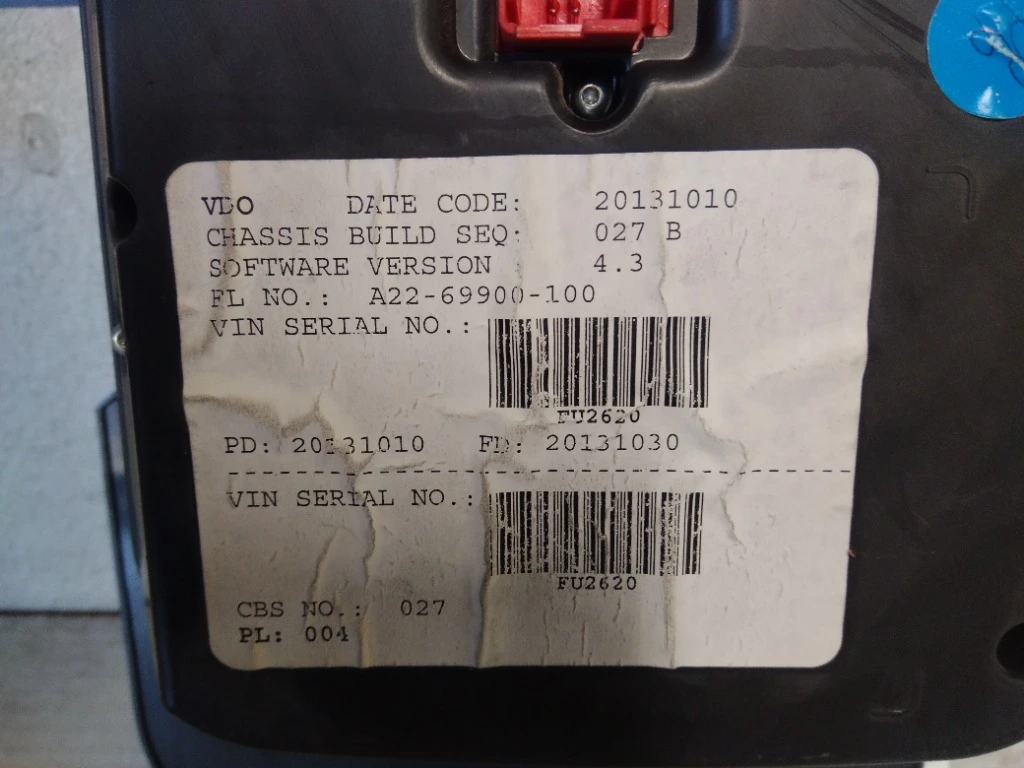 VDO DATE CODE: 20131010
CHASSIS BUILD SEQ: 027 B
SOFTWARE VERSION 4.3
FL NO.: A22-69900-100
VIN SERIAL NO.:
FU2620
PD: 20131010 FD: 20131030
VIN SERIAL NO.:
FU2620
CBS NO.: 027
PL: 004